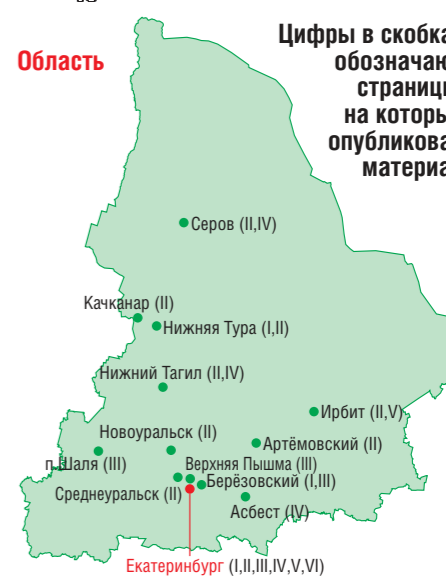 Область
Цифры в скобка
обозначаю
страниц
на которы
опубликова
материа
Серов (II,IV)
Качканар (II)
Нижняя Тура (I,II)
Нижний Тагил (II,IV)
Ирбит (II,V)
Новоуральск (II)
Артёмовский (II)
п.Шаля (III)
Верхняя Пышма (III)
Берёзовский (I,III)
Среднеуральск (II)
Асбест (IV)
Екатеринбург (I,II,III,IV,V,VI)